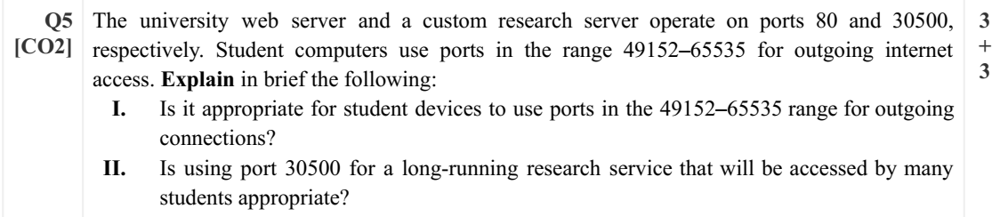 Q5 The university web server and a custom research server operate on ports 80 and 30500, 3
[CO2] respectively. Student computers use ports in the range 49152–65535 for outgoing internet +
access. Explain in brief the following: 3
I. Is it appropriate for student devices to use ports in the 49152–65535 range for outgoing
connections?
II. Is using port 30500 for a long-running research service that will be accessed by many
students appropriate?